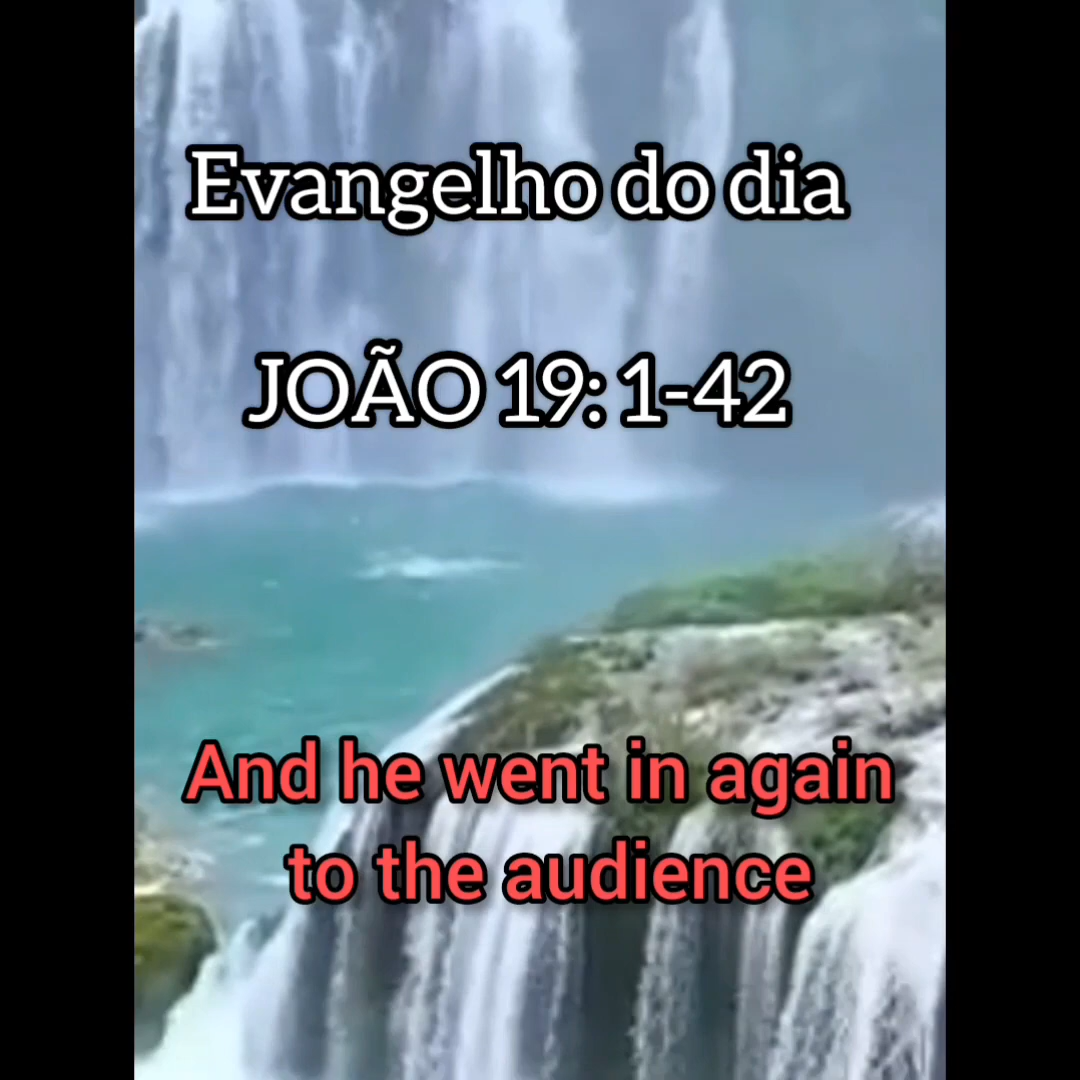 Evangelho do dia
JOÃO 19: 1-42
And he went in again
to the audience